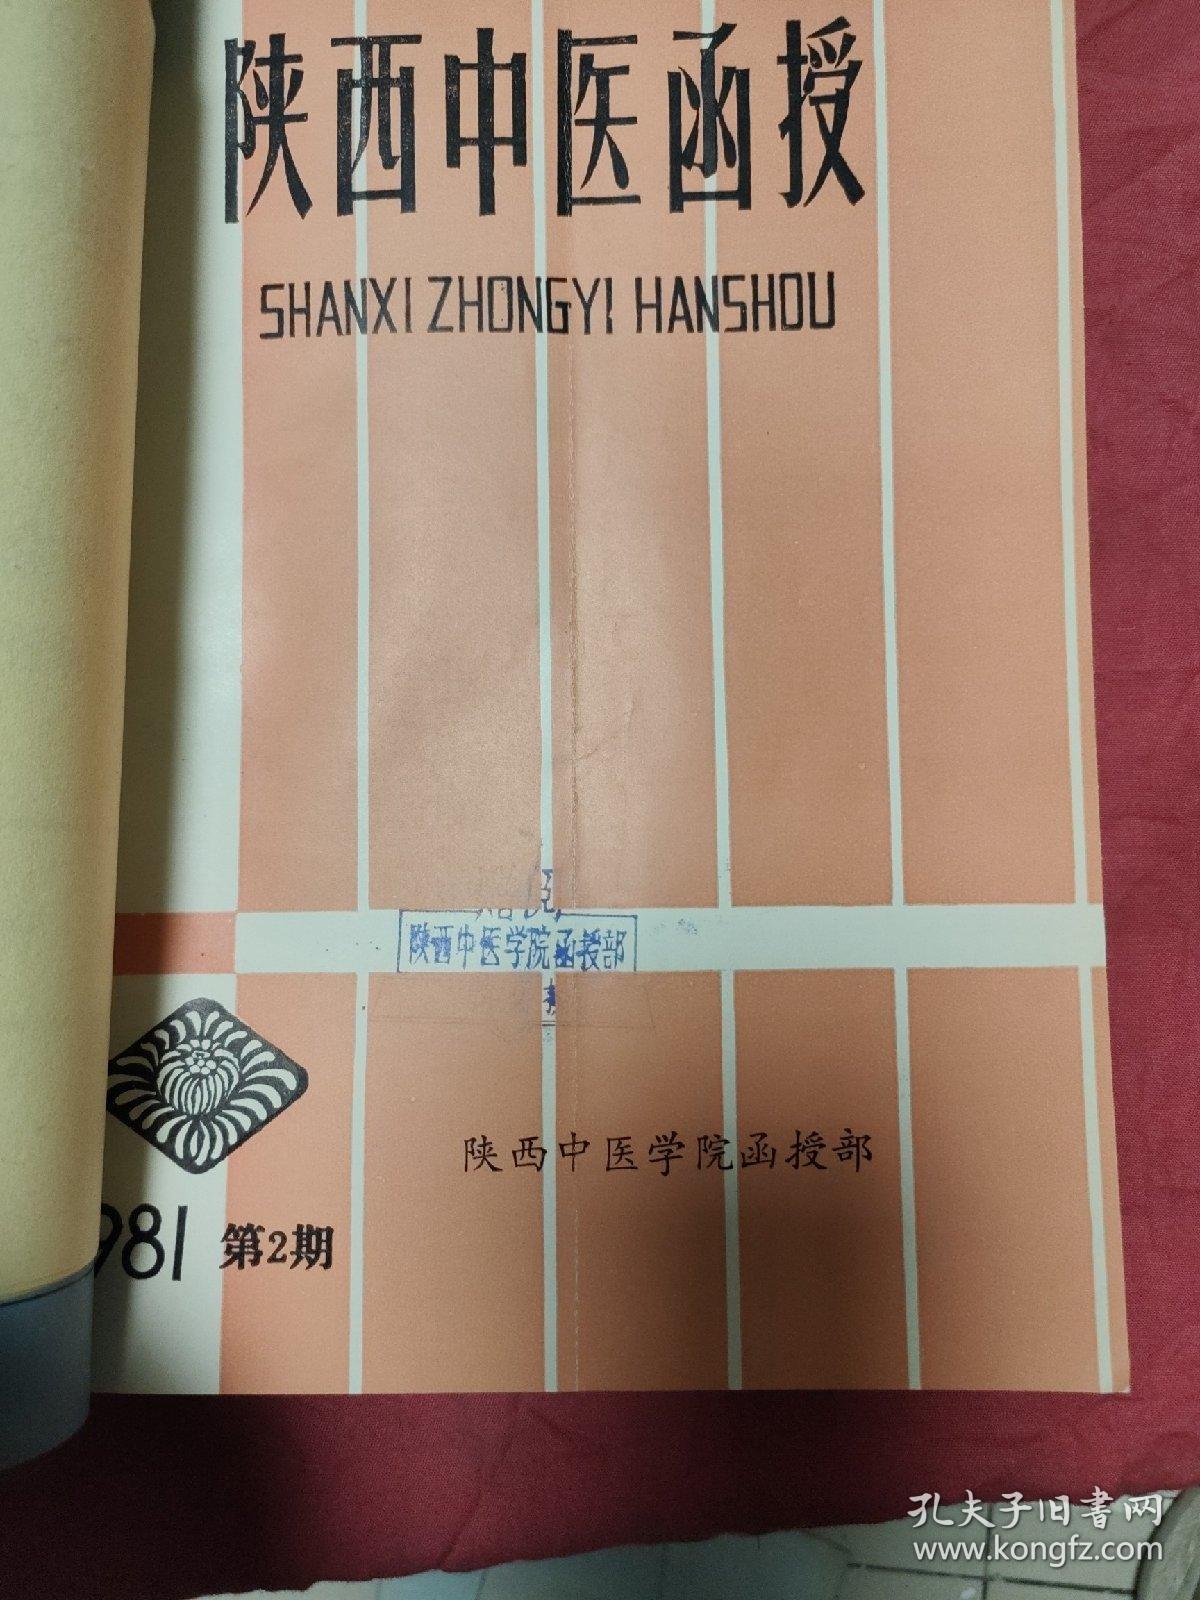 陕西中医函授
SHANXI ZHONGYI HANSHOU
陕西中医学院函授部
陕西中医学院函授部
981 第2期
孔夫子旧书网
www.kongfz.com